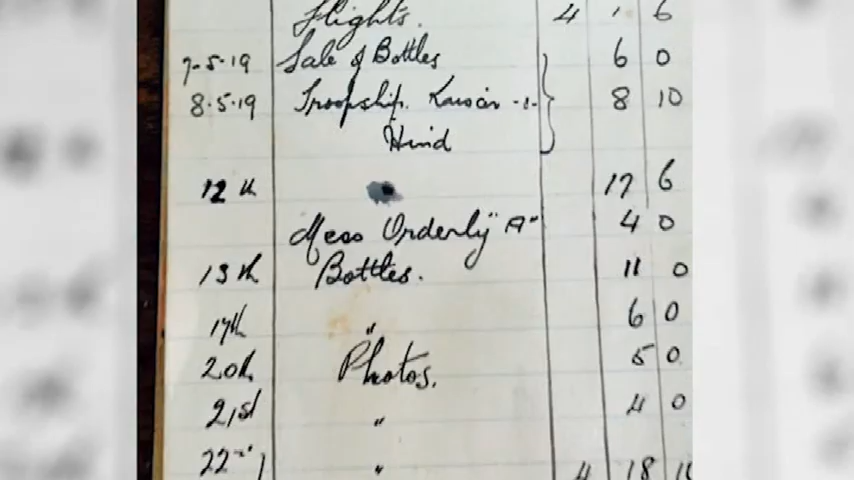 Flights. 4 1 6
7-5-19 Sale of Bottles 6 0
8.5.19 Troopship. Kaisar-i- 8 10
Hind
12th 17 6
Mess Orderly "A" 4 0
13th Bottles. 11 0
17th " 6 0
20th Photos. 5 0
21st " 4 0
22nd " 4 18